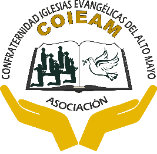 CONFRATERNIDAD IGLESIAS EVANGÉLICAS DEL ALTO MAYO
COIEAM
ASOCIACIÓN